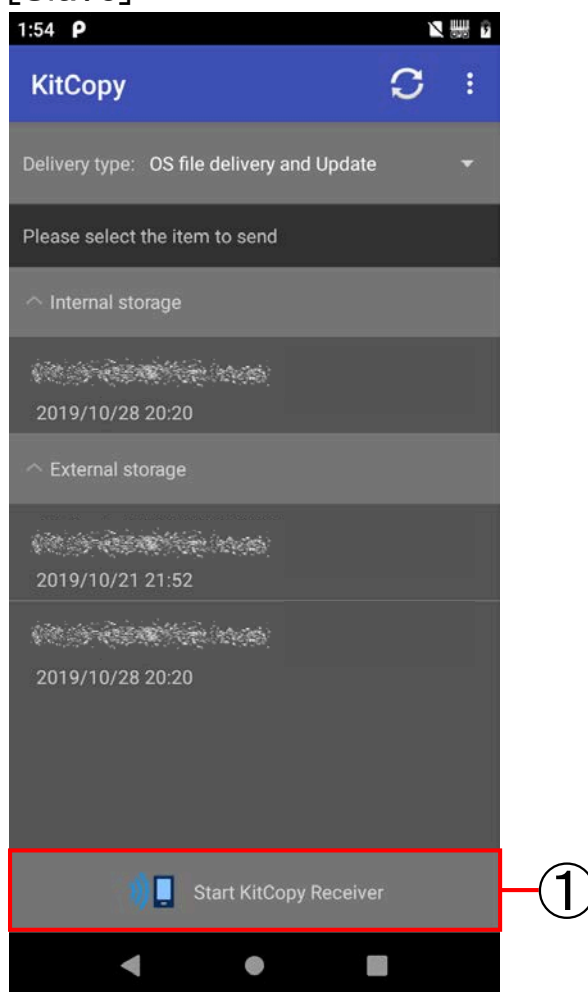 1:54
KitCopy
Delivery type: OS file delivery and Update
Please select the item to send
Internal storage
2019/10/28 20:20
External storage
2019/10/21 21:52
2019/10/28 20:20
Start KitCopy Receiver
①